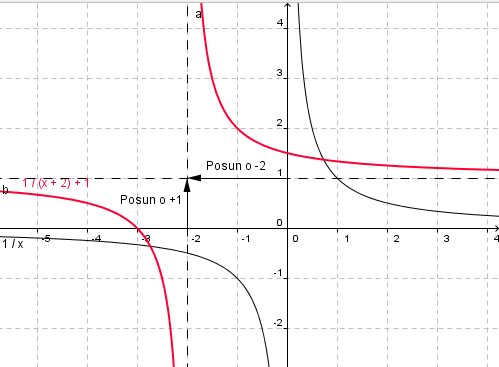 a
4
3
2
Posun o -2
1
1 / (x + 2) + 1
b
Posun o +1
0
1 / x
-5 -4 -3 -2 -1 0 1 2 3 4
-1
-2